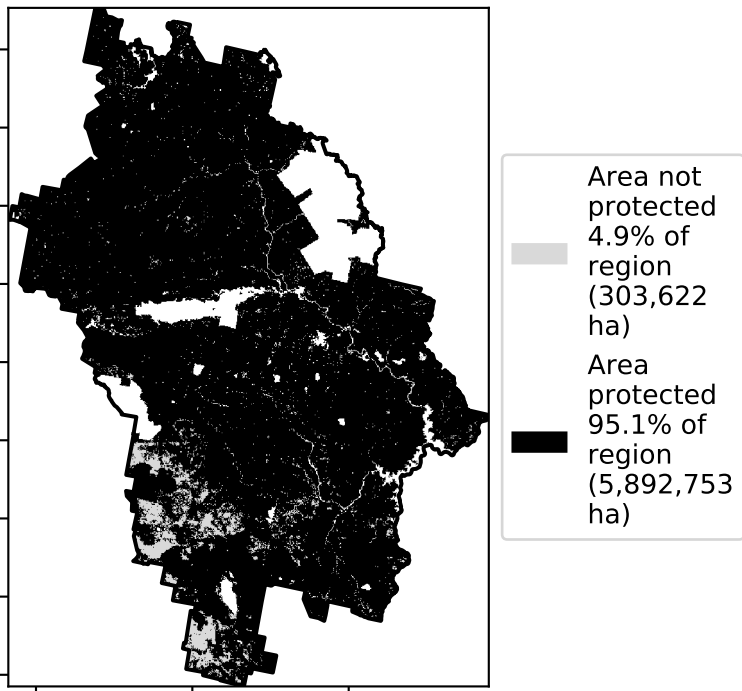 Area not
protected
4.9% of
region
(303,622
ha)
Area
protected
95.1% of
region
(5,892,753
ha)